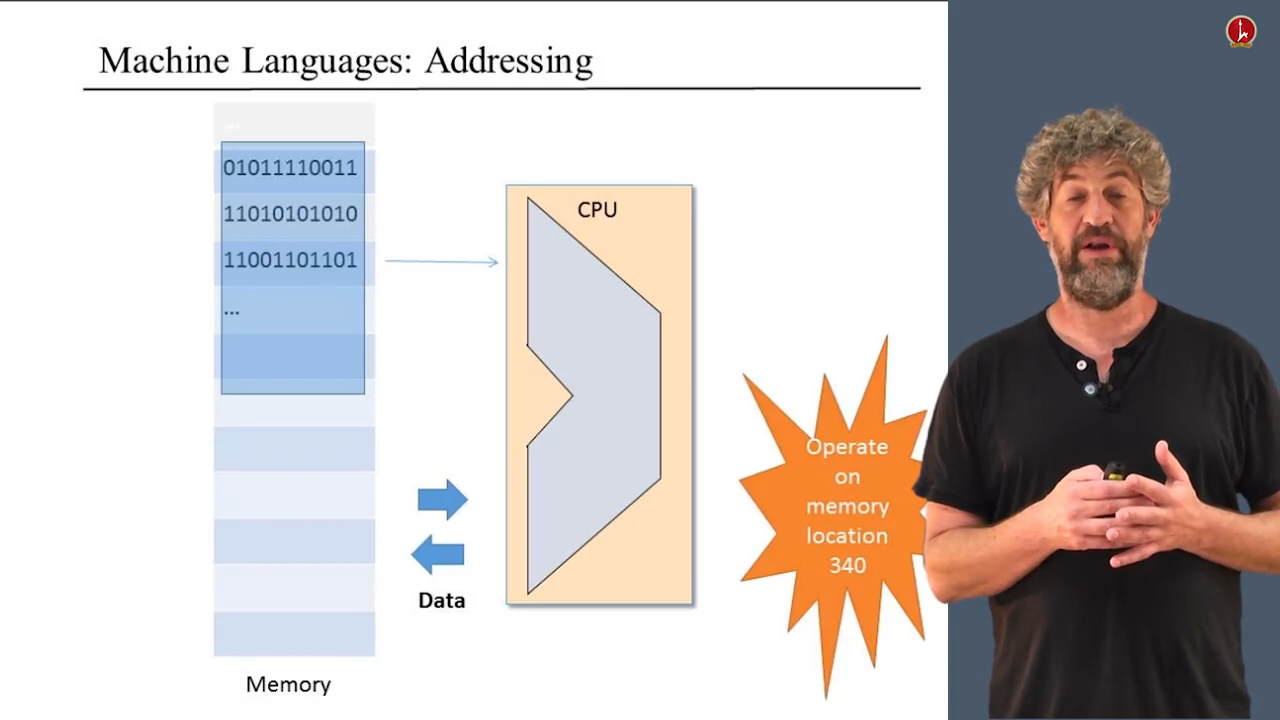 Machine Languages: Addressing
...
01011110011
11010101010
11001101101
...
CPU
Data
Memory
Operate
on
memory
location
340